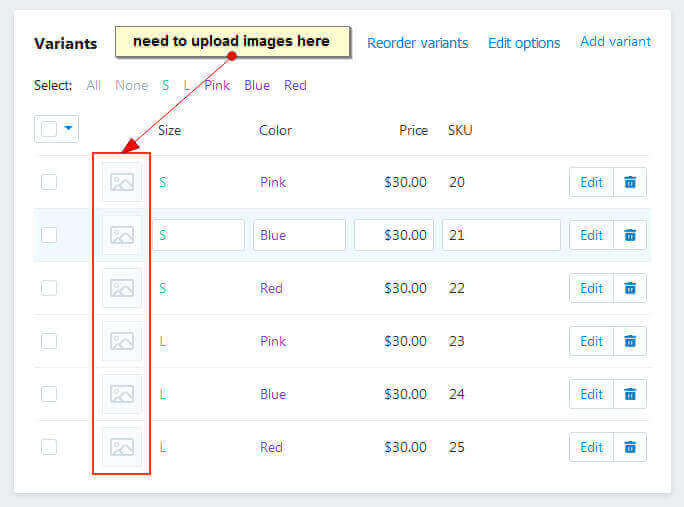 Variants need to upload images here Reorder variants Edit options Add variant
Select: All None S L Pink Blue Red
Size Color Price SKU
S Pink $30.00 20 Edit
S Blue $30.00 21 Edit
S Red $30.00 22 Edit
L Pink $30.00 23 Edit
L Blue $30.00 24 Edit
L Red $30.00 25 Edit